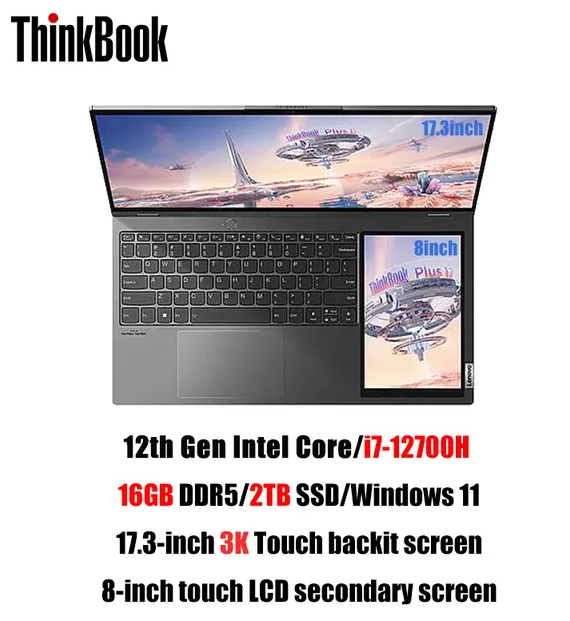 ThinkBook
17.3inch
ThinkBook Plus
8inch
ThinkBook Plus
Lenovo
12th Gen Intel Core/i7-12700H
16GB DDR5/2TB SSD/Windows 11
17.3-inch 3K Touch backit screen
8-inch touch LCD secondary screen